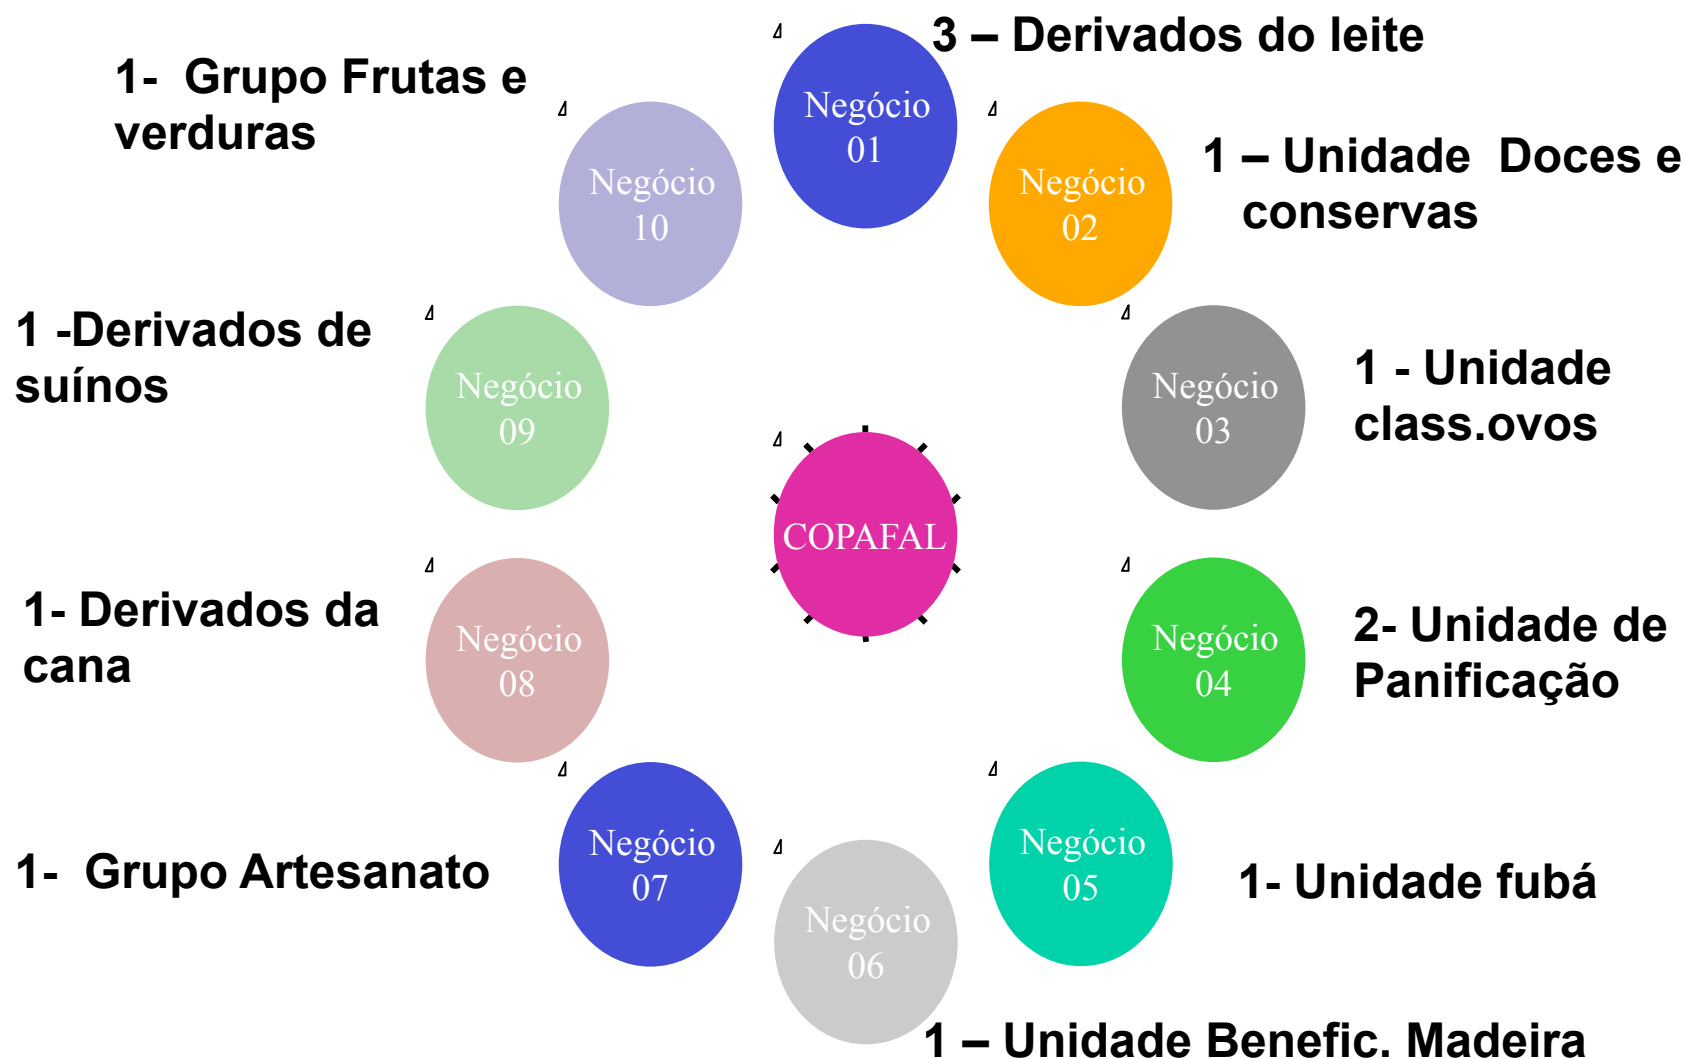 3 – Derivados do leite
Negócio
01
1 – Unidade  Doces e
conservas
Negócio
02
1 - Unidade
class.ovos
Negócio
03
2- Unidade de
Panificação
Negócio
04
1- Unidade fubá
Negócio
05
1 – Unidade Benefic. Madeira
Negócio
06
1-  Grupo Artesanato
Negócio
07
1- Derivados da
cana
Negócio
08
1 -Derivados de
suínos
Negócio
09
1-  Grupo Frutas e
verduras
Negócio
10
COPAFAL